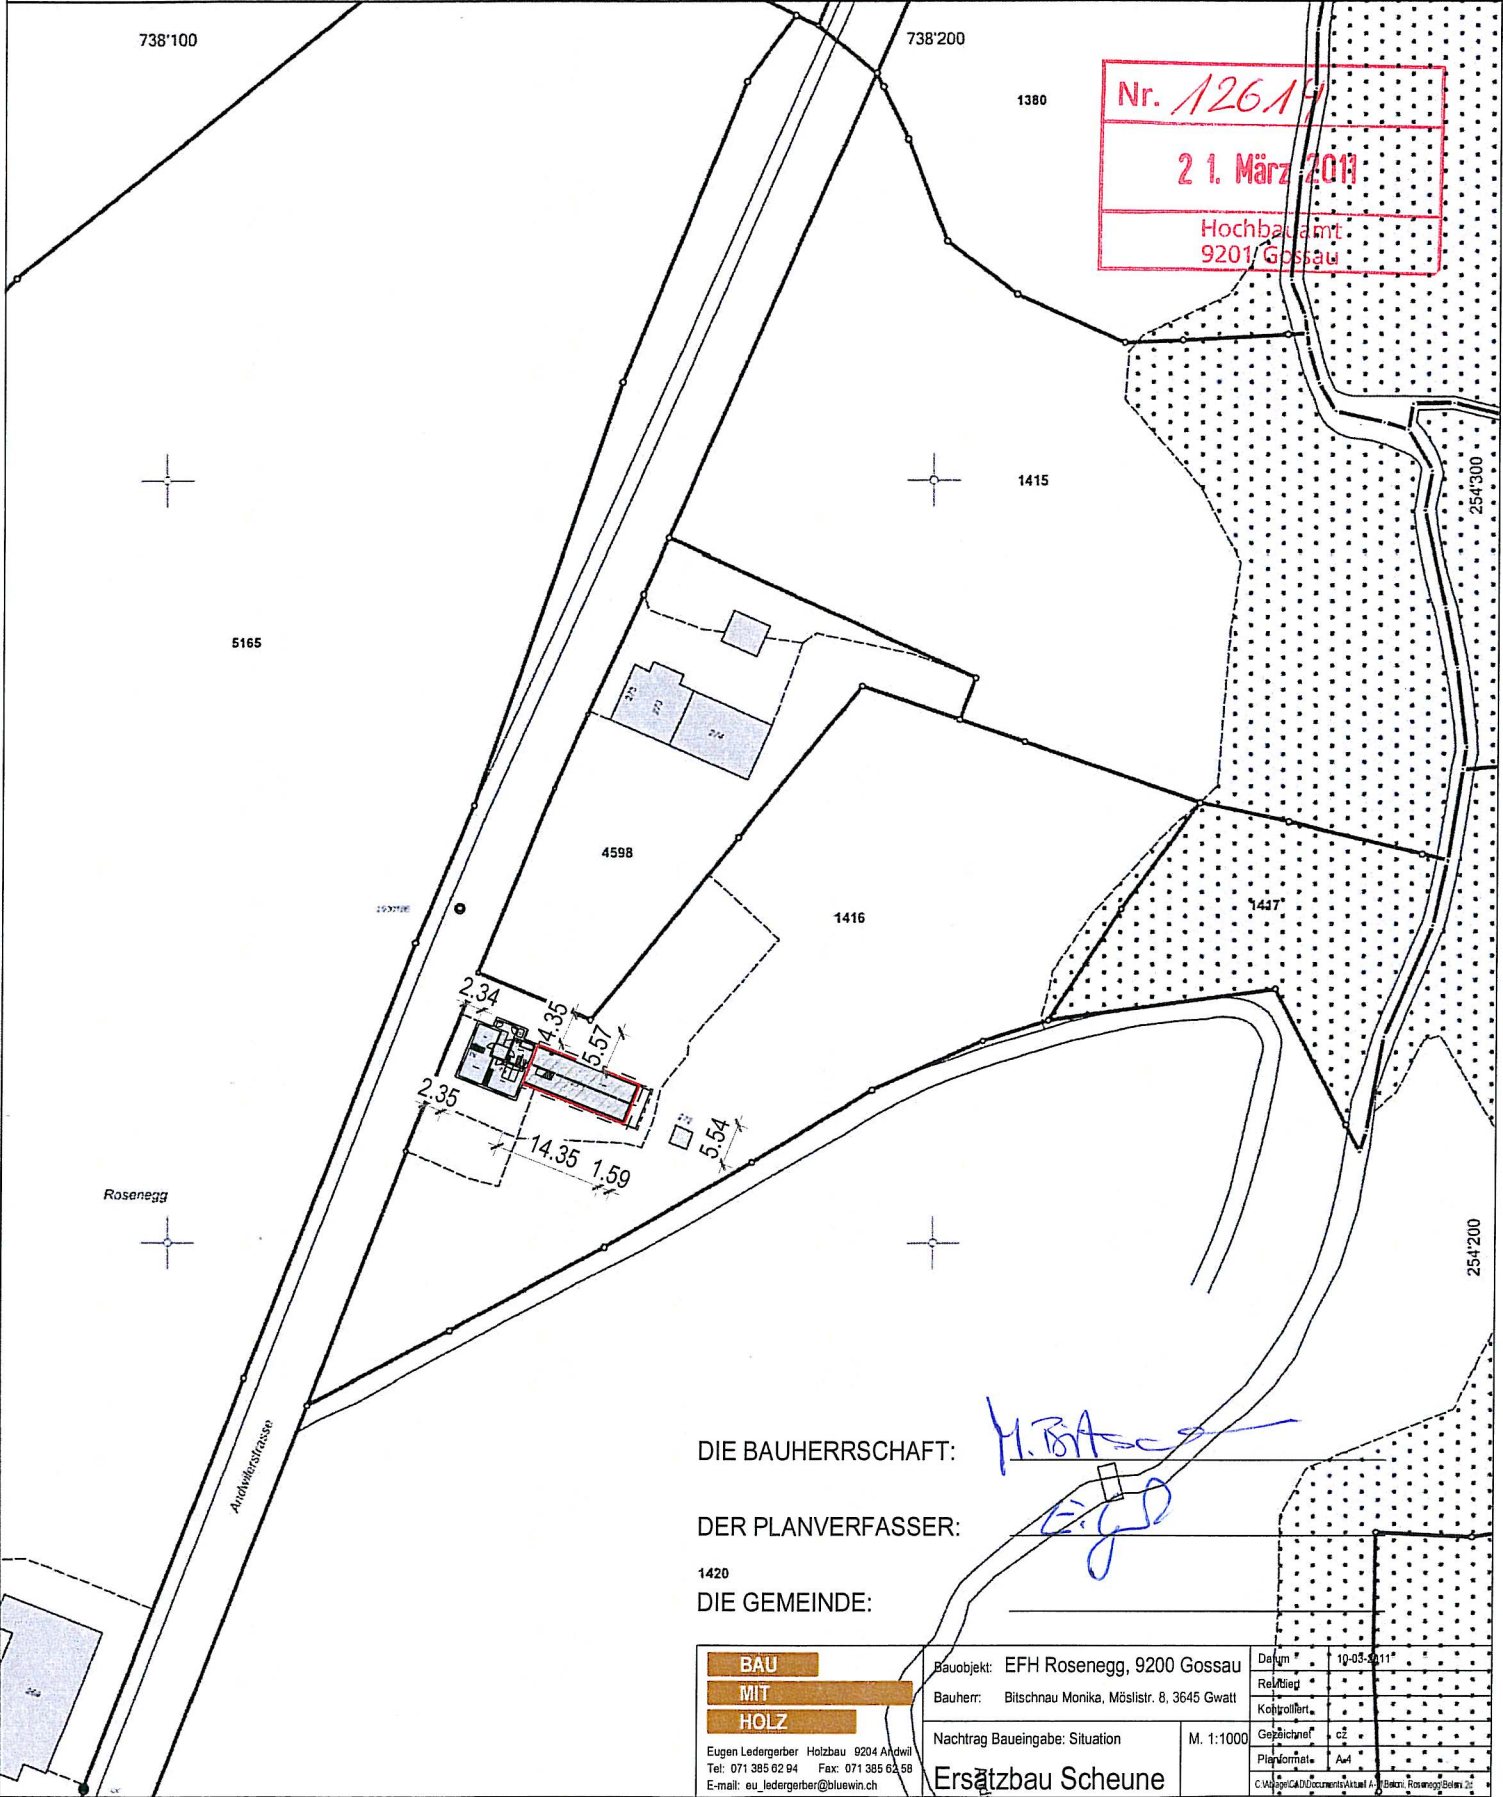 738'100
738'200
1380
Nr.
21. März 2011
Hochbauamt
9201 Gossau
1415
254'300
5165
273
274
4598
1416
1417
2.34
4.35
5.57
2.35
14.35
1.59
5.54
Rosenegg
254'200
Andwilerstrasse
DIE BAUHERRSCHAFT:
DER PLANVERFASSER:
1420
DIE GEMEINDE:
BAU
MIT
HOLZ
Eugen Ledergerber Holzbau 9204 Andwil
Tel: 071 385 62 94 Fax: 071 385 62 58
E-mail: eu_ledergerber@bluewin.ch
Bauobjekt: EFH Rosenegg, 9200 Gossau
Bauherr: Bitschnau Monika, Möslistr. 8, 3645 Gwatt
Nachtrag Baueingabe: Situation M. 1:1000
Ersatzbau Scheune
Datum 10-03-2011
Revidiert
Kontrolliert
Gezeichnet cz
Planformat A-4